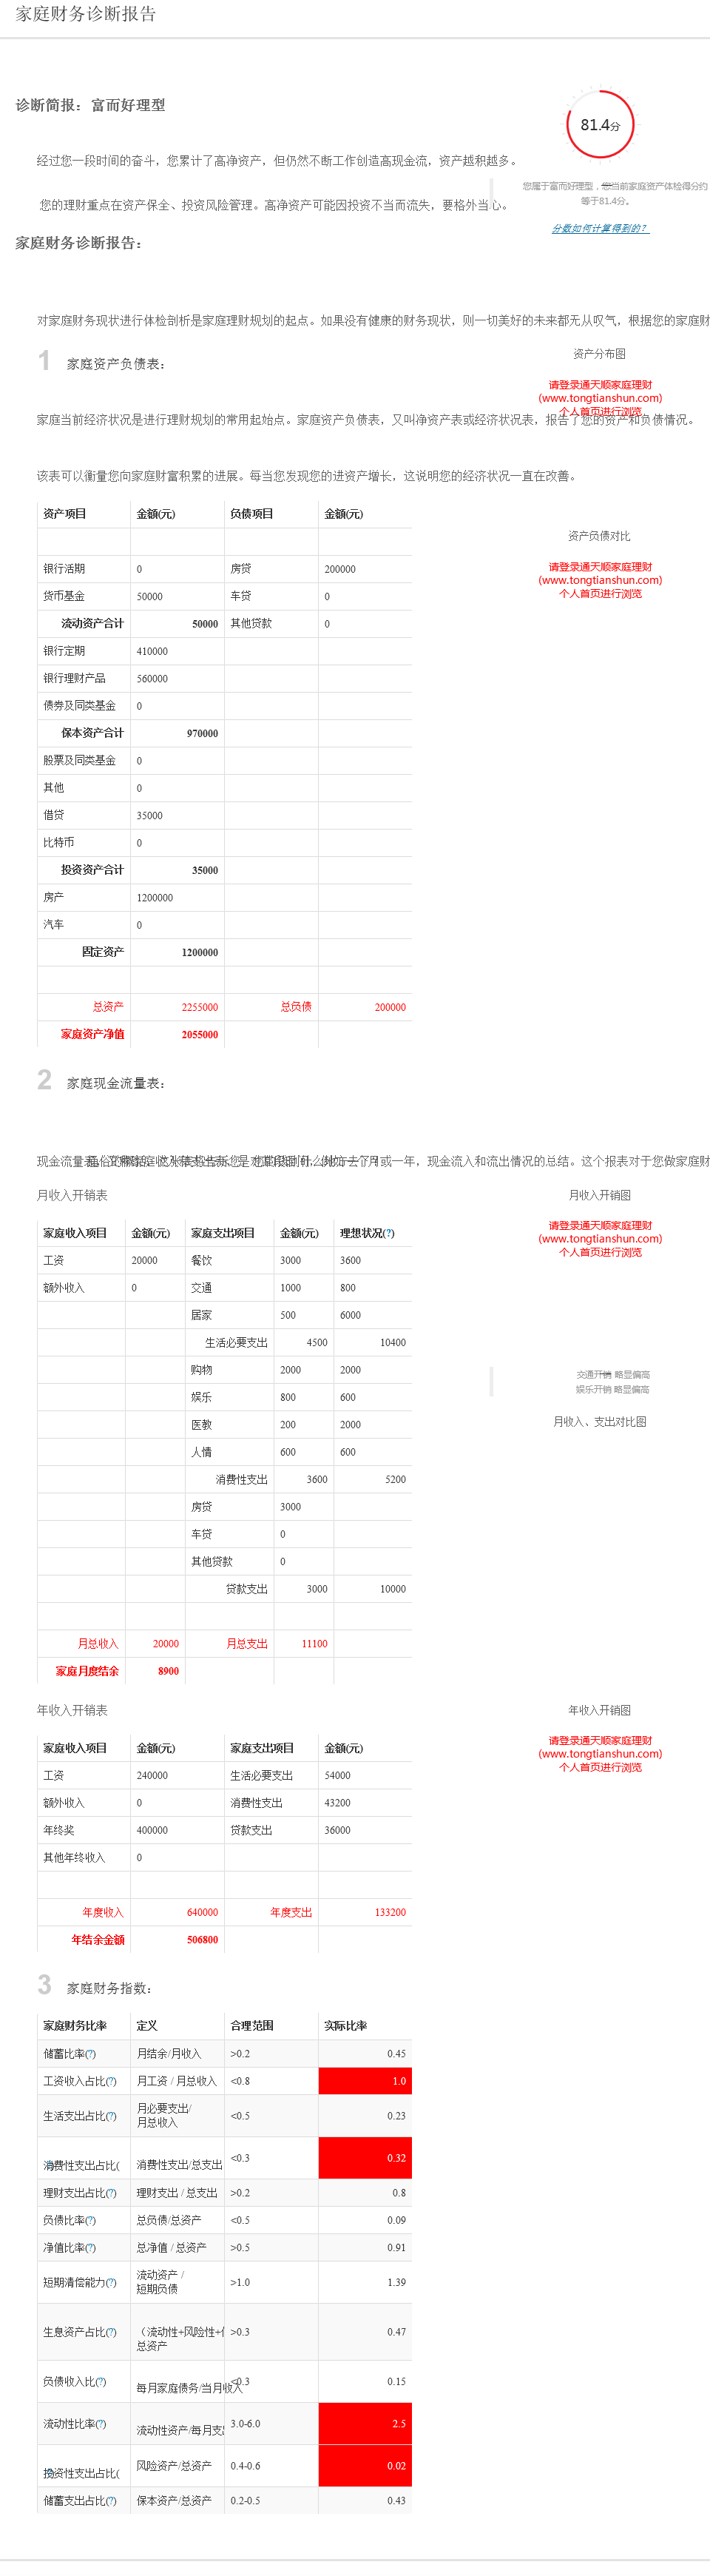 家庭财务诊断报告
诊断简报：富而好理型
81.4分
经过您一段时间的奋斗，您累计了高净资产，但仍然不断工作创造高现金流，资产越积越多。
您属于富而好理型，您当前家庭资产体检得分约
等于81.4分。
您的理财重点在资产保全、投资风险管理。高净资产可能因投资不当而流失，要格外当心。
分数如何计算得到的？
家庭财务诊断报告：
对家庭财务现状进行体检剖析是家庭理财规划的起点。如果没有健康的财务现状，则一切美好的未来都无从叹气，根据您的家庭财
1 家庭资产负债表：
资产分布图
请登录通天顺家庭理财
(www.tongtianshun.com)
个人首页进行浏览
家庭当前经济状况是进行理财规划的常用起始点。家庭资产负债表，又叫净资产表或经济状况表，报告了您的资产和负债情况。
该表可以衡量您向家庭财富积累的进展。每当您发现您的进资产增长，这说明您的经济状况一直在改善。
资产项目 金额(元) 负债项目 金额(元)
资产负债对比
请登录通天顺家庭理财
(www.tongtianshun.com)
个人首页进行浏览
银行活期 0 房贷 200000
货币基金 50000 车贷 0
流动资产合计 50000 其他贷款 0
银行定期 410000
银行理财产品 560000
债券及同类基金 0
保本资产合计 970000
股票及同类基金 0
其他 0
借贷 35000
比特币 0
投资资产合计 35000
房产 1200000
汽车 0
固定资产 1200000
总资产 2255000 总负债 200000
家庭资产净值 2055000
2 家庭现金流量表：
现金流量表
或一年，现金流入和流出情况的总结。这个报表对于您做家庭财
月收入开销表
月收入开销图
请登录通天顺家庭理财
(www.tongtianshun.com)
个人首页进行浏览
家庭收入项目 金额(元) 家庭支出项目 金额(元) 理想状况(?)
工资 20000 餐饮 3000 3600
额外收入 0 交通 1000 800
居家 500 6000
生活必要支出 4500 10400
购物 2000 2000
交通开销 略显偏高
娱乐开销 略显偏高
娱乐 800 600
月收入、支出对比图
医教 200 2000
人情 600 600
消费性支出 3600 5200
房贷 3000
车贷 0
其他贷款 0
贷款支出 3000 10000
月总收入 20000 月总支出 11100
家庭月度结余 8900
年收入开销表
年收入开销图
请登录通天顺家庭理财
(www.tongtianshun.com)
个人首页进行浏览
家庭收入项目 金额(元) 家庭支出项目 金额(元)
工资 240000 生活必要支出 54000
额外收入 0 消费性支出 43200
年终奖 400000 贷款支出 36000
其他年终收入 0
年度收入 640000 年度支出 133200
年结余金额 506800
3 家庭财务指数：
家庭财务比率 定义 合理范围 实际比率
储蓄比率(?) 月结余/月收入 >0.2 0.45
工资收入占比(?) 月工资 / 月总收入 <0.8 1.0
生活支出占比(?) 月必要支出/
月总收入 <0.5 0.23
消费性支出占比( 消费性支出/总支出 <0.3 0.32
理财支出占比(?) 理财支出 / 总支出 >0.2 0.8
负债比率(?) 总负债/总资产 <0.5 0.09
净值比率(?) 总净值 / 总资产 >0.5 0.91
短期清偿能力(?) 流动资产 /
短期负债 >1.0 1.39
生息资产占比(?) （流动性+风险性+
总资产 >0.3 0.47
负债收入比(?) 每月家庭债务/当月收入 <0.3 0.15
流动性比率(?) 流动性资产/每月支 3.0-6.0 2.5
投资性支出占比( 风险资产/总资产 0.4-0.6 0.02
储蓄支出占比(?) 保本资产/总资产 0.2-0.5 0.43